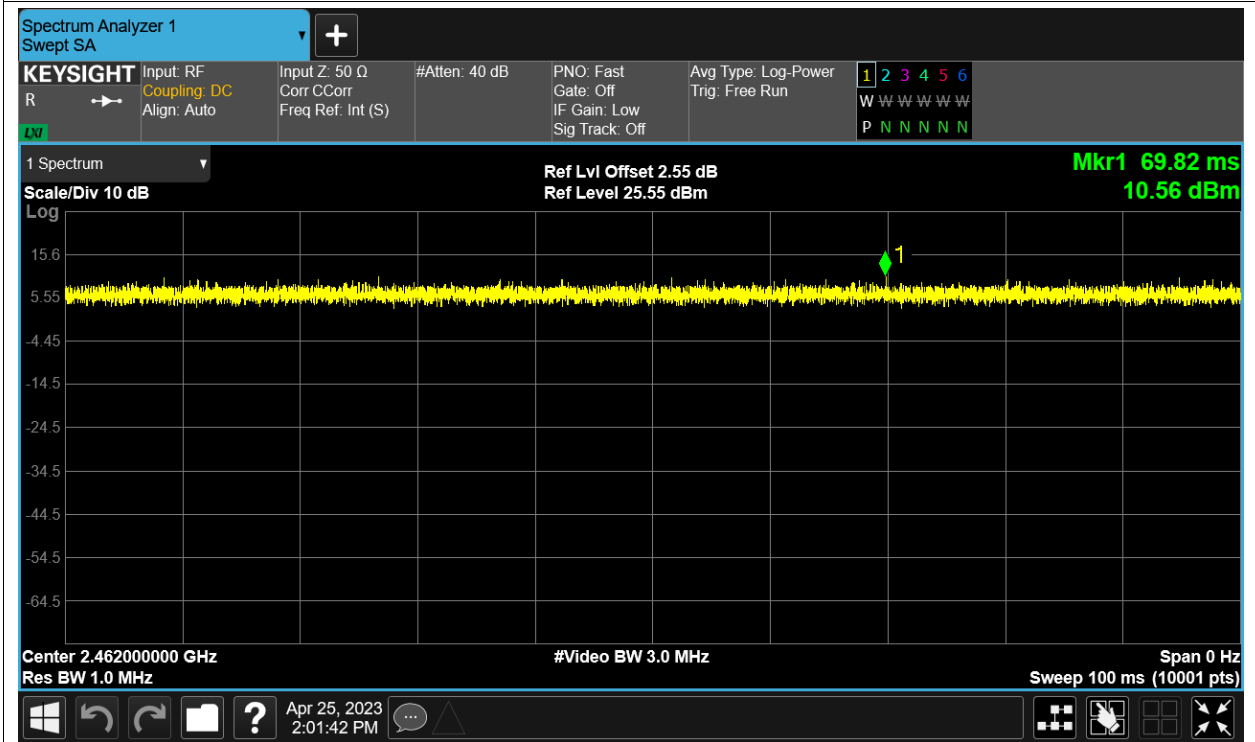 Spectrum Analyzer 1
Swept SA
KEYSIGHT
R
LXI
Input: RF
Coupling: DC
Align: Auto
Input Z: 50 Ω
Corr CCorr
Freq Ref: Int (S)
#Atten: 40 dB
PNO: Fast
Gate: Off
IF Gain: Low
Sig Track: Off
Avg Type: Log-Power
Trig: Free Run
1 2 3 4 5 6
W W W W W W
P N N N N N
1 Spectrum
Scale/Div 10 dB
Ref Lvl Offset 2.55 dB
Ref Level 25.55 dBm
Mkr1 69.82 ms
10.56 dBm
Log
1
15.6
5.55
-4.45
-14.5
-24.5
-34.5
-44.5
-54.5
-64.5
Center 2.462000000 GHz
Res BW 1.0 MHz
#Video BW 3.0 MHz
Span 0 Hz
Sweep 100 ms (10001 pts)
?
Apr 25, 2023
2:01:42 PM